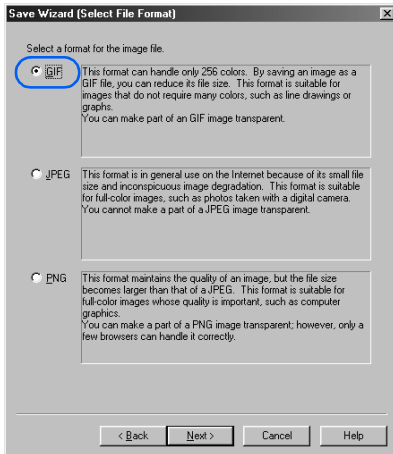 Save Wizard (Select File Format)
Select a format for the image file.
GIF
This format can handle only 256 colors. By saving an image as a
GIF file, you can reduce its file size. This format is suitable for
images that do not require many colors, such as line drawings or
graphs.
You can make part of an GIF image transparent.
JPEG
This format is in general use on the Internet because of its small file
size and inconspicuous image degradation. This format is suitable
for full-color images, such as photos taken with a digital camera.
You cannot make a part of a JPEG image transparent.
PNG
This format maintains the quality of an image, but the file size
becomes larger than that of a JPEG. This format is suitable for
full-color images whose quality is important, such as computer
graphics.
You can make a part of a PNG image transparent; however, only a
few browsers can handle it correctly.
< Back Next > Cancel Help